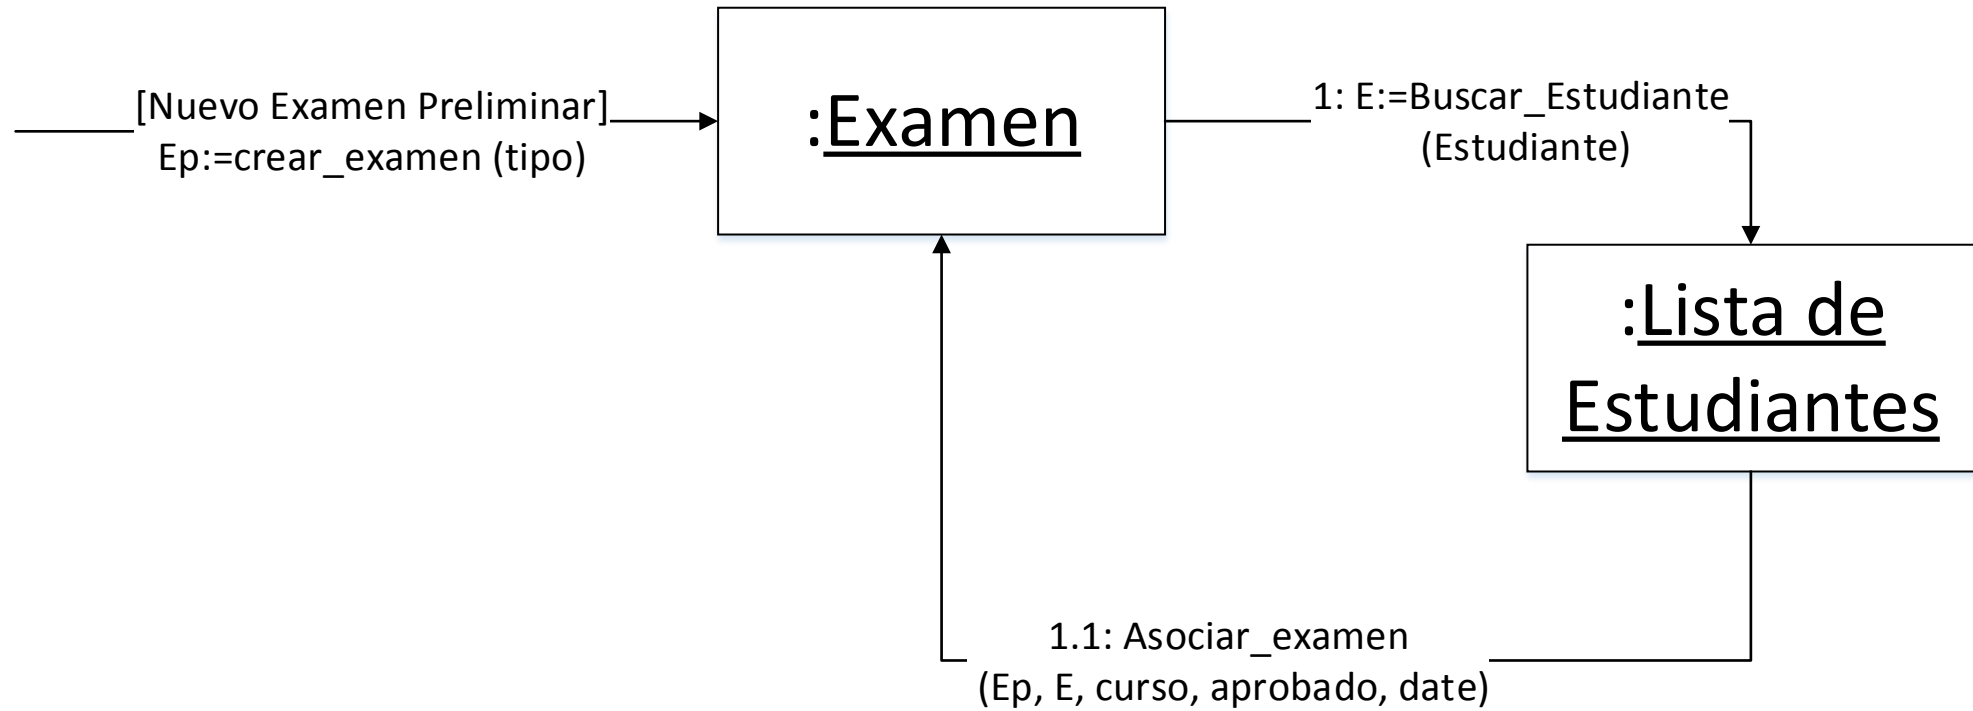 [Nuevo Examen Preliminar]
Ep:=crear_examen (tipo)
:Examen
1: E:=Buscar_Estudiante
(Estudiante)
:Lista de
Estudiantes
1.1: Asociar_examen
(Ep, E, curso, aprobado, date)